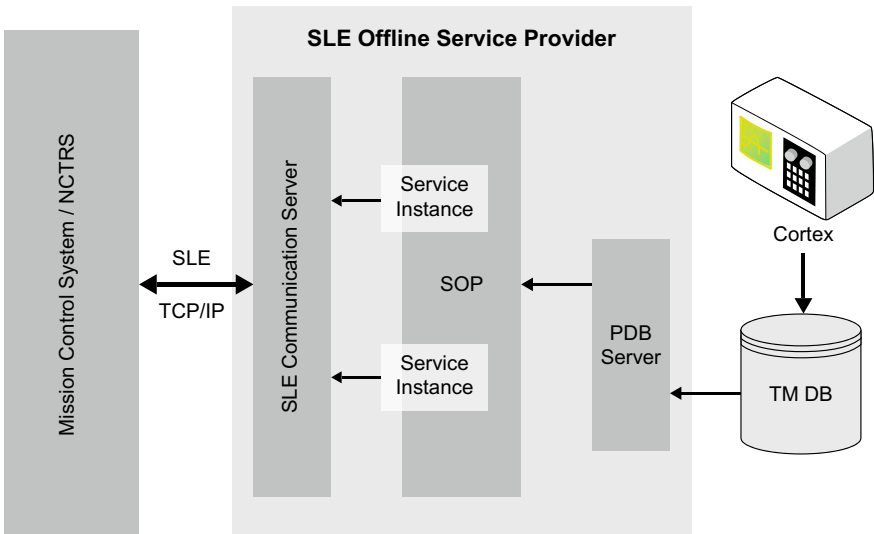 SLE Offline Service Provider
Mission Control System / NCTRS
SLE
TCP/IP
SLE Communication Server
Service
Instance
SOP
Service
Instance
PDB
Server
Cortex
TM DB